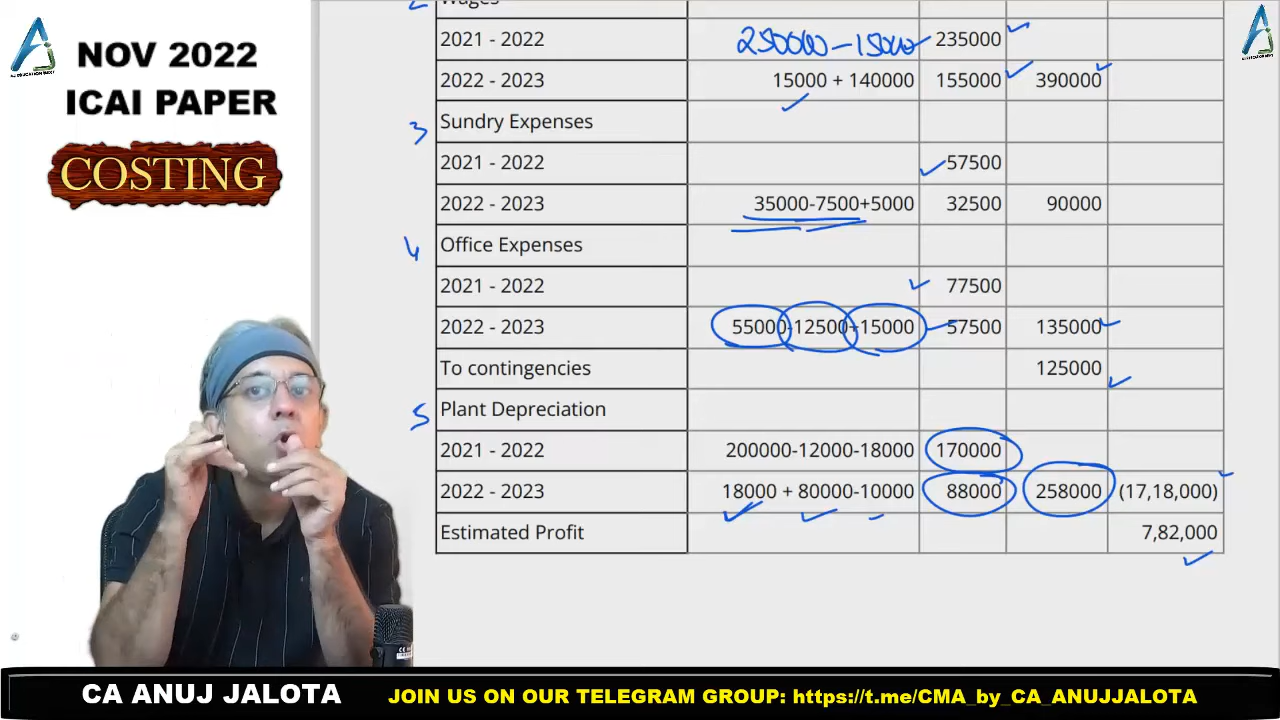 NOV 2022
ICAI PAPER
COSTING
2 Wages
2021 - 2022 250000 - 15000 235000
2022 - 2023 15000 + 140000 155000 390000
3 Sundry Expenses
2021 - 2022 57500
2022 - 2023 35000-7500+5000 32500 90000
4 Office Expenses
2021 - 2022 77500
2022 - 2023 55000-12500+15000 57500 135000
To contingencies 125000
5 Plant Depreciation
2021 - 2022 200000-12000-18000 170000
2022 - 2023 18000 + 80000-10000 88000 258000 (17,18,000)
Estimated Profit 7,82,000
CA ANUJ JALOTA JOIN US ON OUR TELEGRAM GROUP: https://t.me/CMA_by_CA_ANUJJALOTA